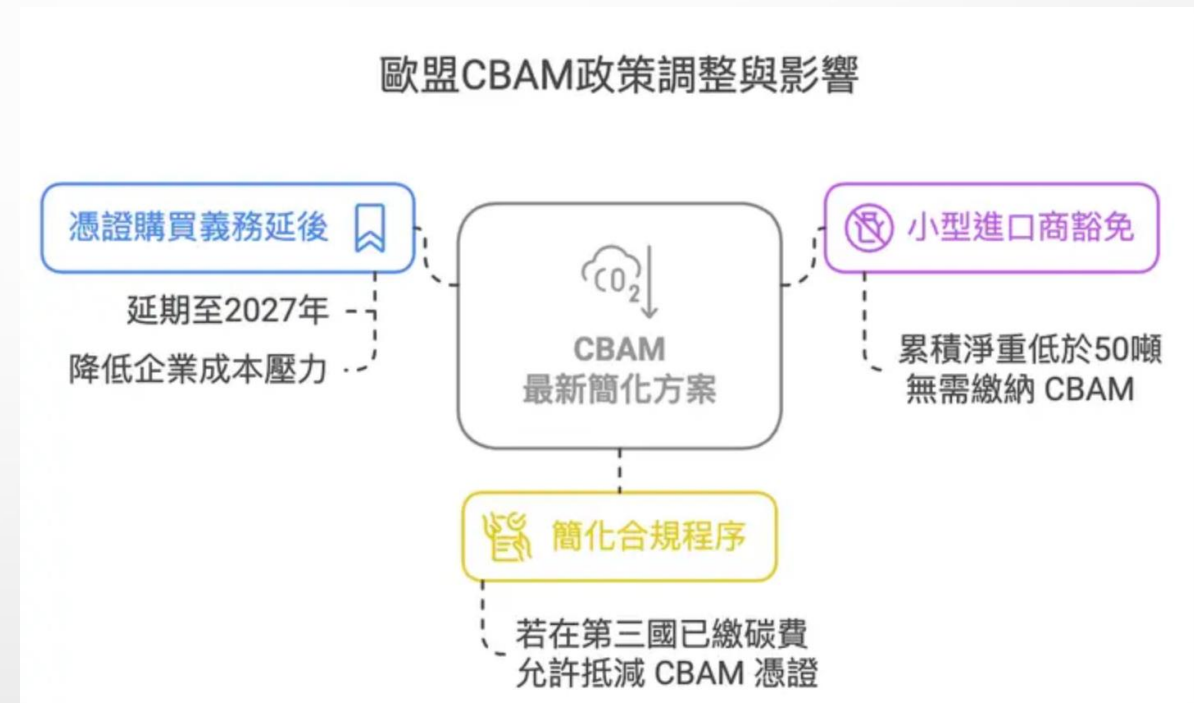 歐盟CBAM政策調整與影響
憑證購買義務延後
延期至2027年
降低企業成本壓力
CO2
CBAM
最新簡化方案
小型進口商豁免
累積淨重低於50噸
無需繳納 CBAM
簡化合規程序
若在第三國已繳碳費
允許抵減 CBAM 憑證